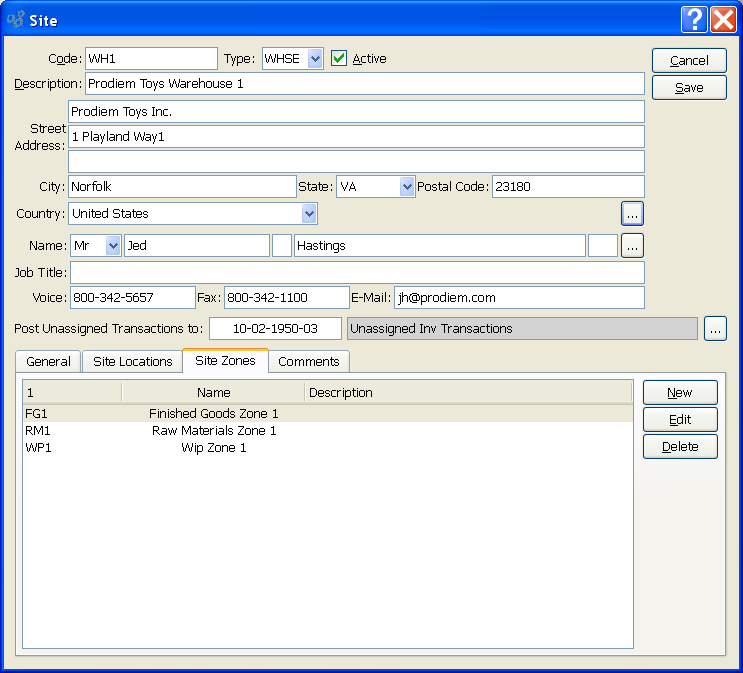 Site
Code: WH1 Type: WHSE Active Cancel
Description: Prodiem Toys Warehouse 1 Save
Prodiem Toys Inc.
Street Address: 1 Playland Way1
City: Norfolk State: VA Postal Code: 23180
Country: United States ...
Name: Mr Jed Hastings ...
Job Title:
Voice: 800-342-5657 Fax: 800-342-1100 E-Mail: jh@prodiem.com
Post Unassigned Transactions to: 10-02-1950-03 Unassigned Inv Transactions ...
General Site Locations Site Zones Comments
1 Name Description New
FG1 Finished Goods Zone 1 Edit
RM1 Raw Materials Zone 1
WP1 Wip Zone 1 Delete